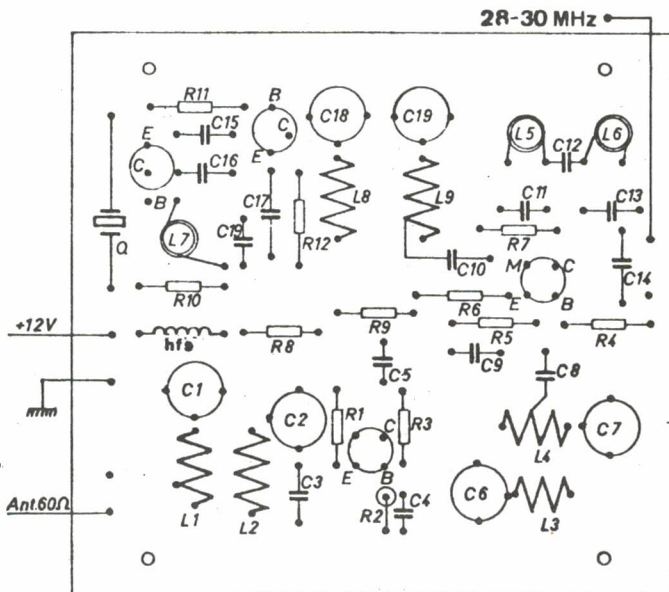 28-30 MHz
R11
B
C18
C19
E
C15
C
L5
L6
C12
C
C16
E
B
C17
L8
L9
C11
C13
L7
C19
R12
R7
Q
C10
M
C
C14
R10
R6
E
B
+12V
hfs
R8
R9
R5
R4
C9
C5
C8
C1
C2
R1
C
R3
C7
L4
E
B
C3
C6
R2
C4
L1
L2
L3
Ant.60Ω